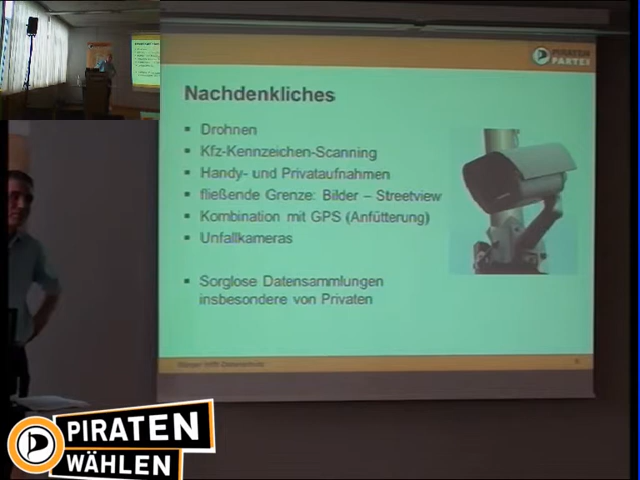 PIRATEN
PARTEI
Nachdenkliches
Drohnen
Kfz-Kennzeichen-Scanning
Handy- und Privataufnahmen
fließende Grenze: Bilder – Streetview
Kombination mit GPS (Anfütterung)
Unfallkameras
Sorglose Datensammlungen
insbesondere von Privaten
PIRATEN
WÄHLEN